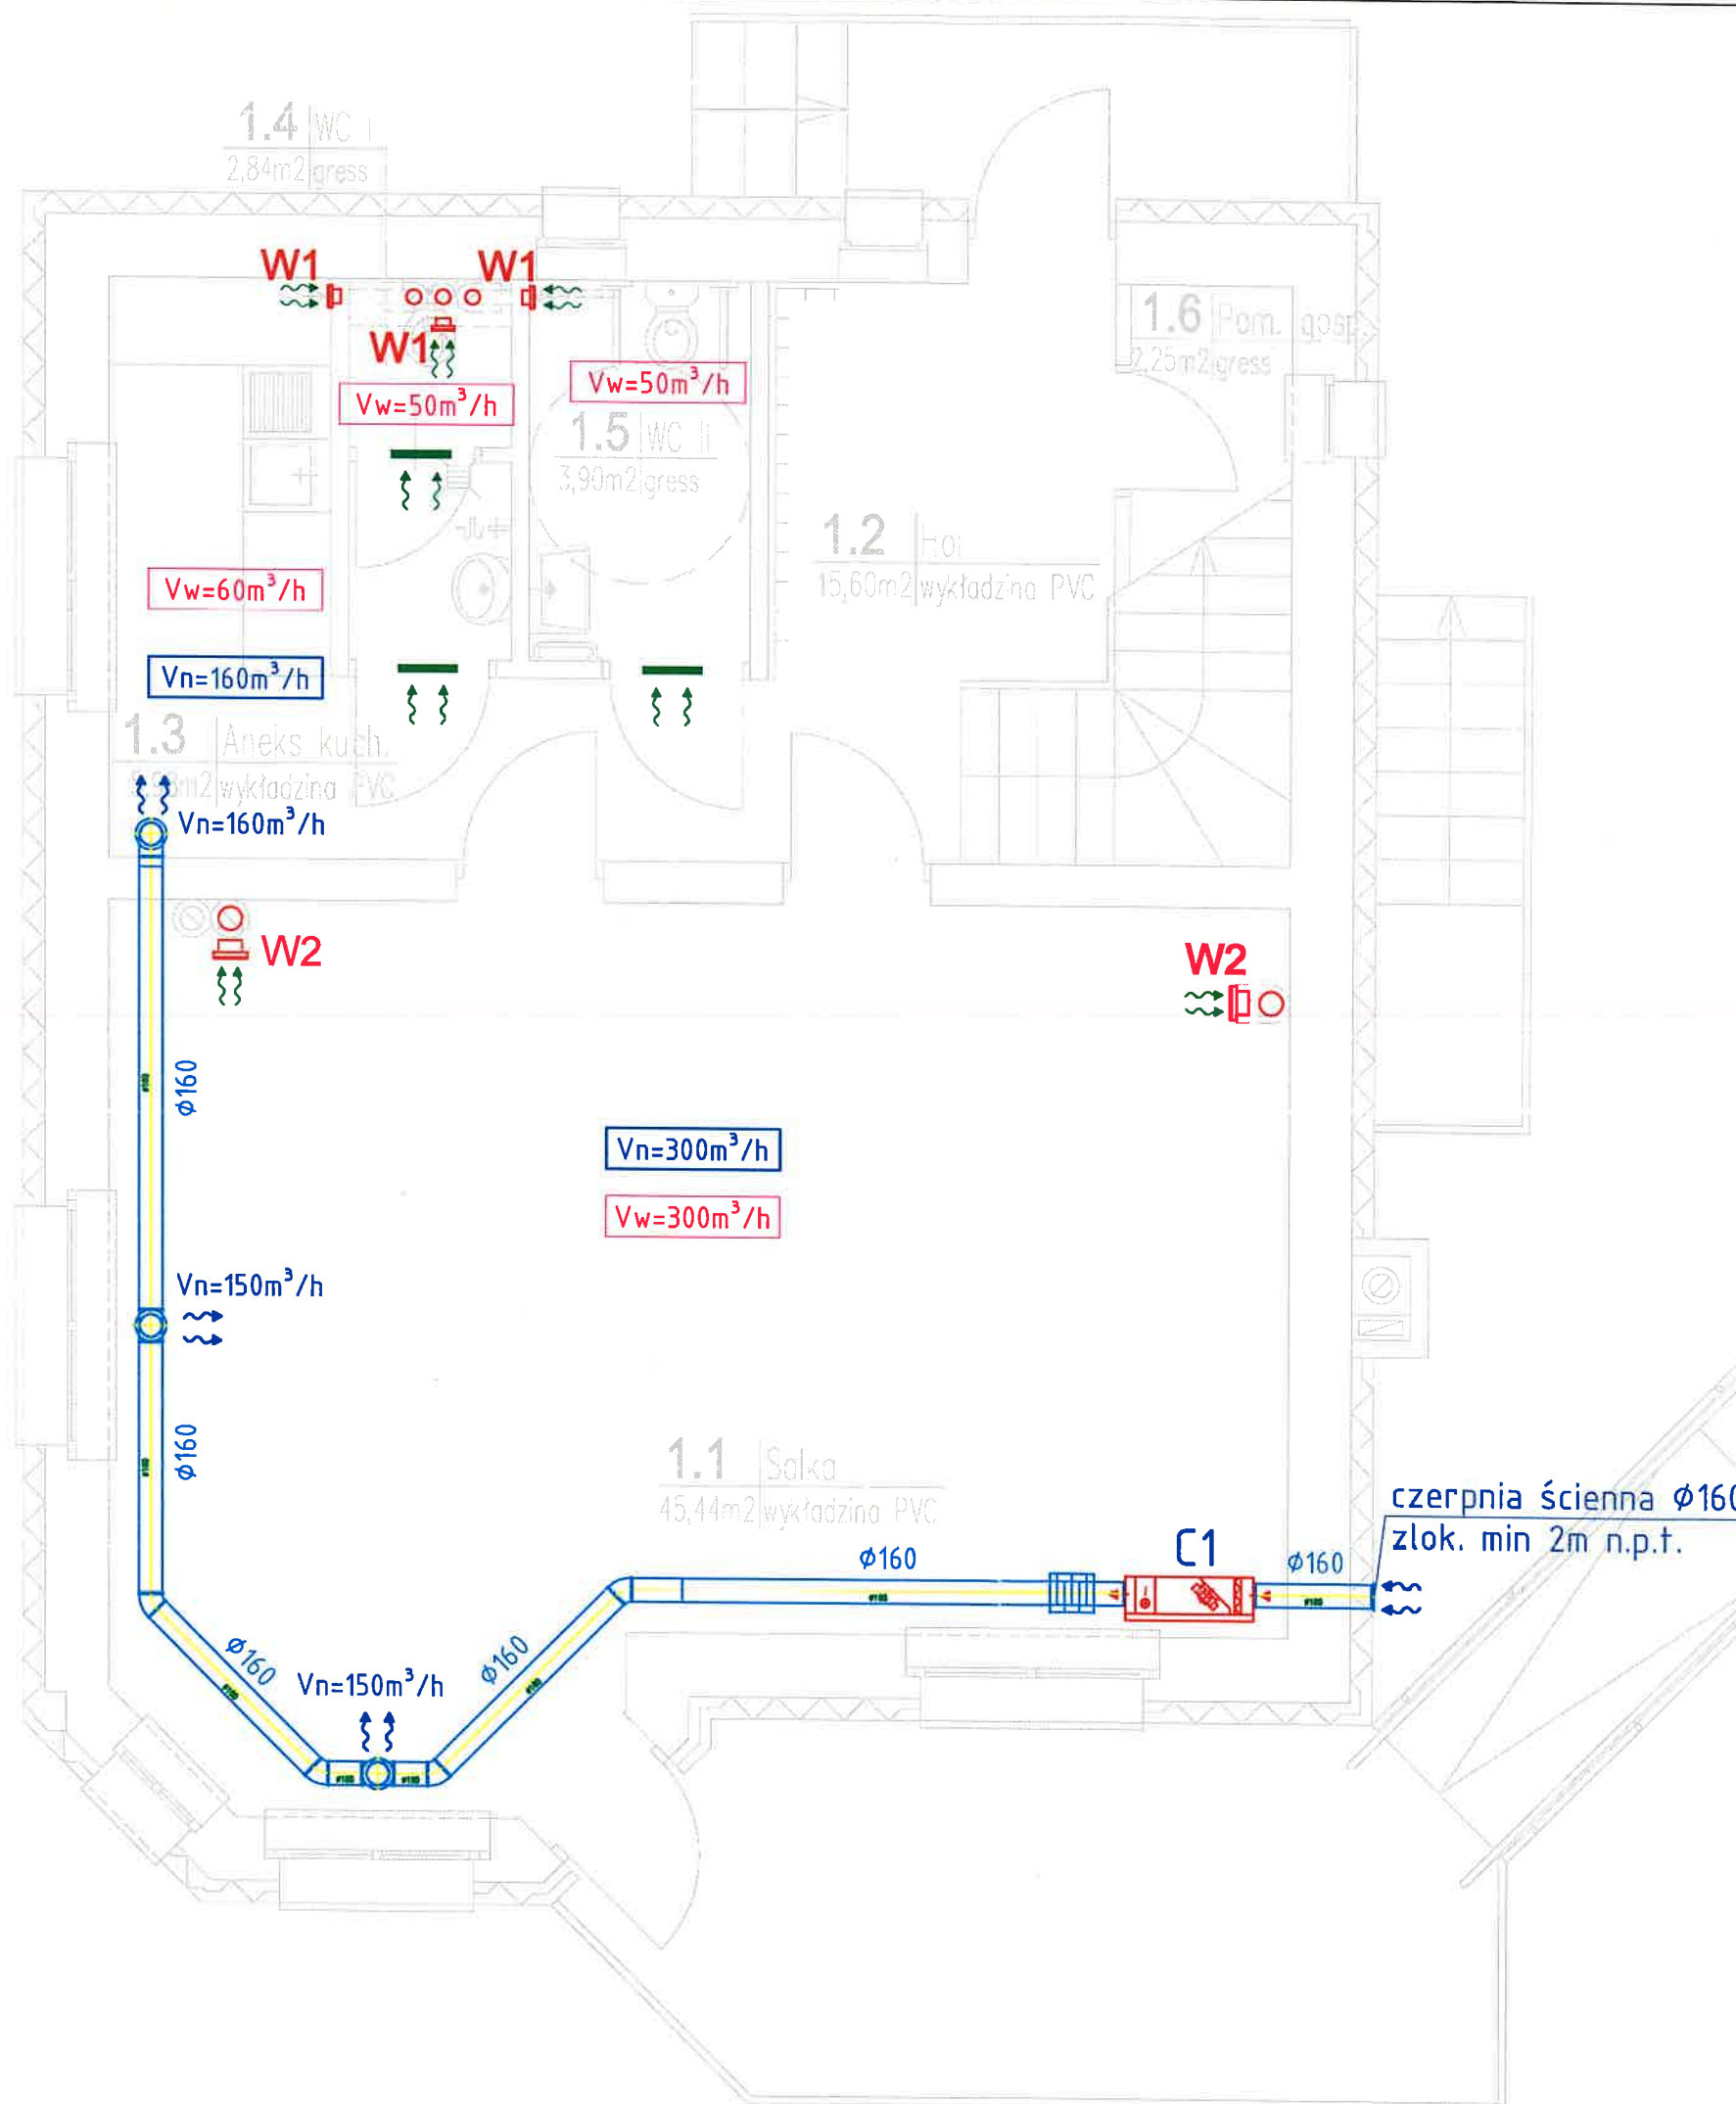 1.4 WC I
2,84m2 gress
W1
W1
W1
Vw=50m³/h
Vw=50m³/h
1.5 WC II
3,90m2 gress
1.6 Pom. gosp.
2,25m2 gress
1.2 Hol
15,60m2 wykładzina PVC
Vw=60m³/h
Vn=160m³/h
1.3 Aneks kuch.
wykładzina PVC
Vn=160m³/h
W2
W2
ϕ160
Vn=300m³/h
Vw=300m³/h
Vn=150m³/h
ϕ160
1.1 Salka
45,44m2 wykładzina PVC
czerpnia ścienna ϕ160
zlok. min 2m n.p.t.
C1
ϕ160
ϕ160
ϕ160
ϕ160
Vn=150m³/h